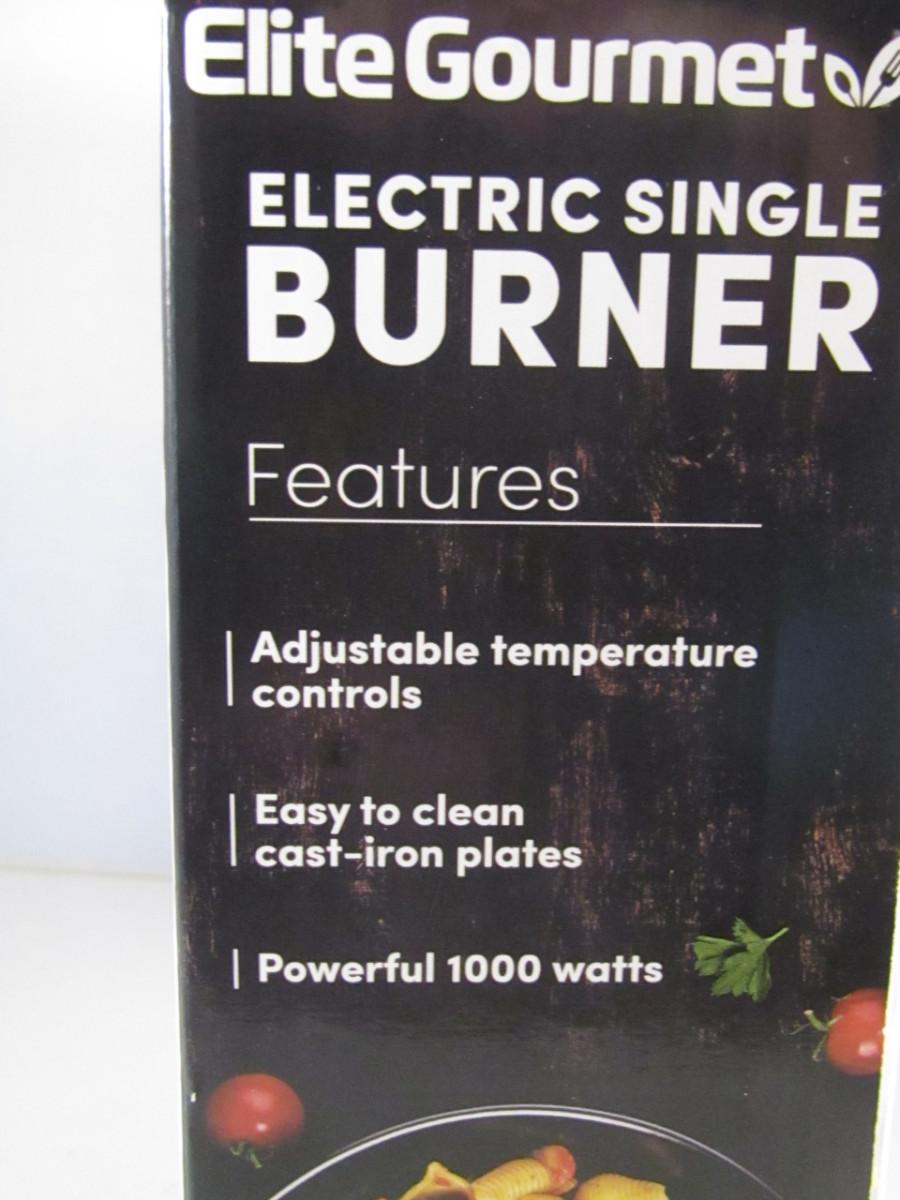 Elite Gourmet
ELECTRIC SINGLE
BURNER
Features
Adjustable temperature
controls
Easy to clean
cast-iron plates
Powerful 1000 watts